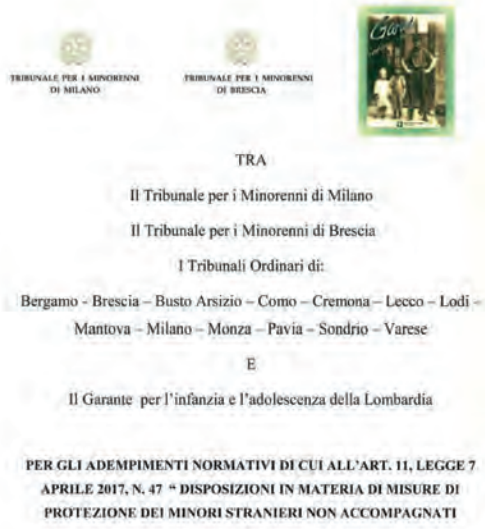 TRIBUNALE PER I MINORENNI
DI MILANO
TRIBUNALE PER I MINORENNI
DI BRESCIA
TRA
Il Tribunale per i Minorenni di Milano
Il Tribunale per i Minorenni di Brescia
I Tribunali Ordinari di:
Bergamo - Brescia – Busto Arsizio – Como – Cremona – Lecco – Lodi –
Mantova – Milano – Monza – Pavia – Sondrio – Varese
E
Il Garante per l'infanzia e l'adolescenza della Lombardia
PER GLI ADEMPIMENTI NORMATIVI DI CUI ALL'ART. 11, LEGGE 7
APRILE 2017, N. 47 “ DISPOSIZIONI IN MATERIA DI MISURE DI
PROTEZIONE DEI MINORI STRANIERI NON ACCOMPAGNATI